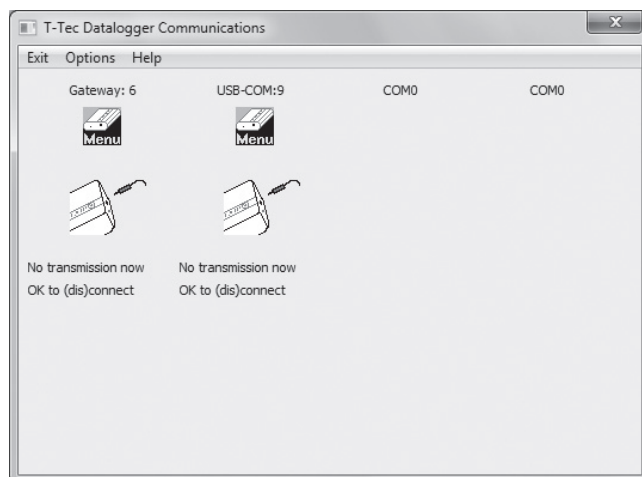 T-Tec Datalogger Communications
Exit Options Help
Gateway: 6 USB-COM:9 COM0 COM0
Menu Menu
No transmission now No transmission now
OK to (dis)connect OK to (dis)connect